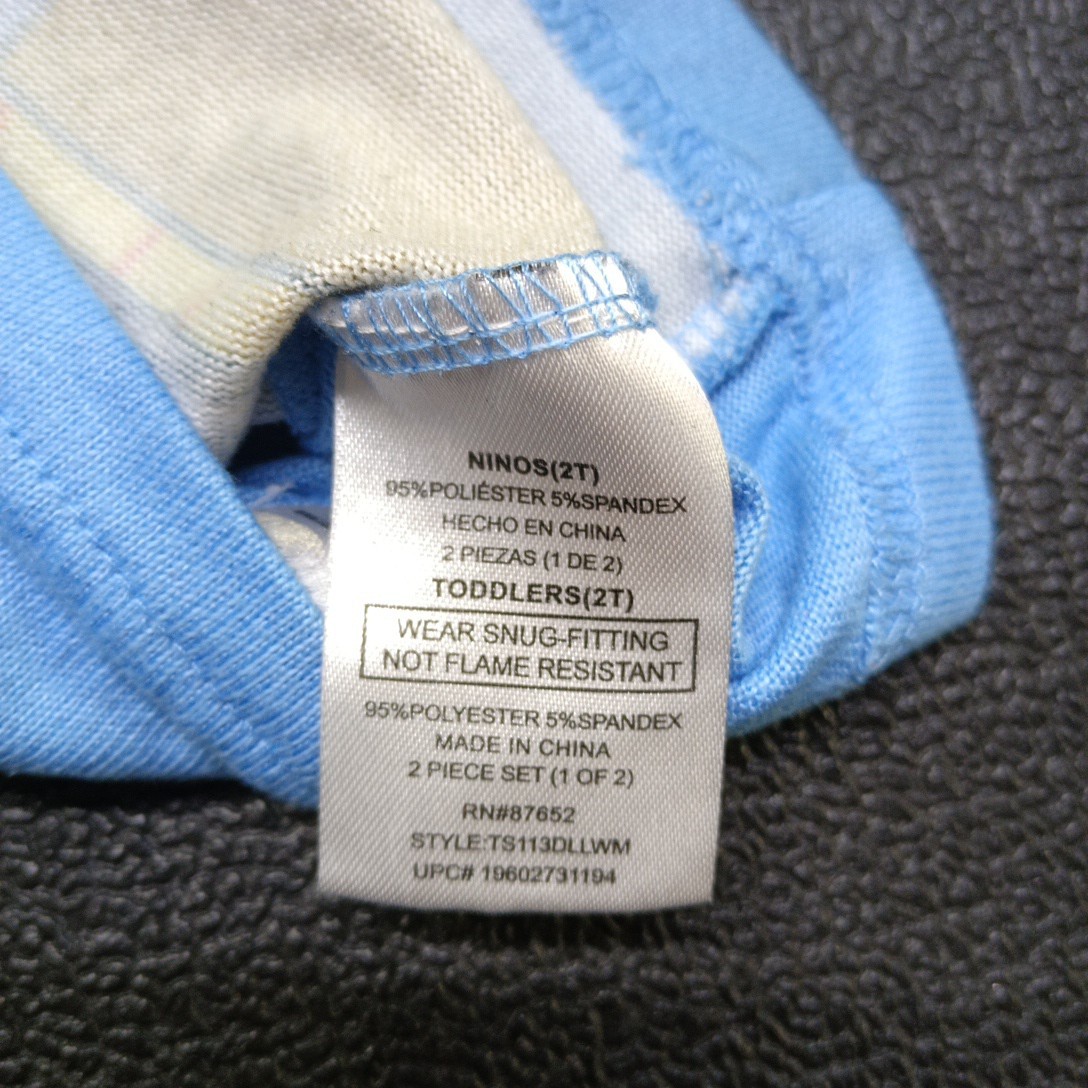 NINOS(2T)
95%POLIÉSTER 5%SPANDEX
HECHO EN CHINA
2 PIEZAS (1 DE 2)
TODDLERS(2T)
WEAR SNUG-FITTING
NOT FLAME RESISTANT
95%POLYESTER 5%SPANDEX
MADE IN CHINA
2 PIECE SET (1 OF 2)
RN#87652
STYLE:TS113DLLWM
UPC# 19602731194